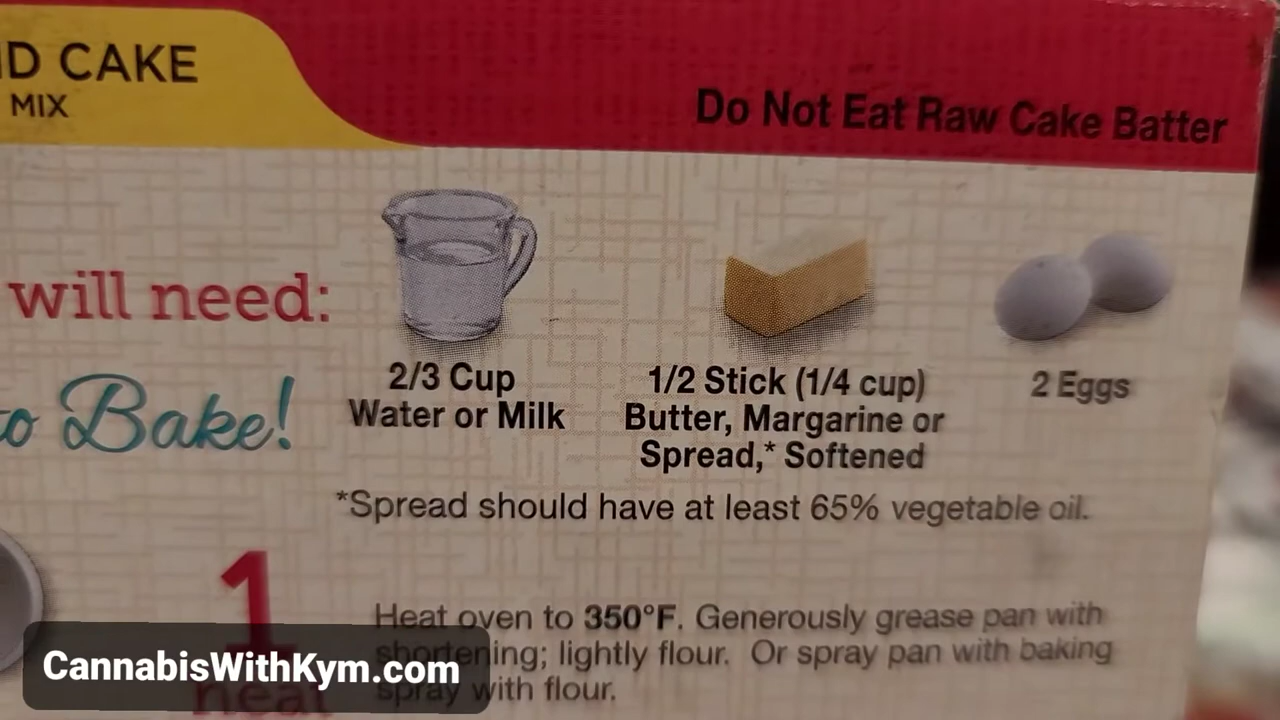 D CAKE
MIX
Do Not Eat Raw Cake Batter
will need:
to Bake!
2/3 Cup
Water or Milk
1/2 Stick (1/4 cup)
Butter, Margarine or
Spread,* Softened
2 Eggs
*Spread should have at least 65% vegetable oil.
1
heat
Heat oven to 350°F. Generously grease pan with
shortening; lightly flour. Or spray pan with baking
spray with flour.
CannabisWithKym.com